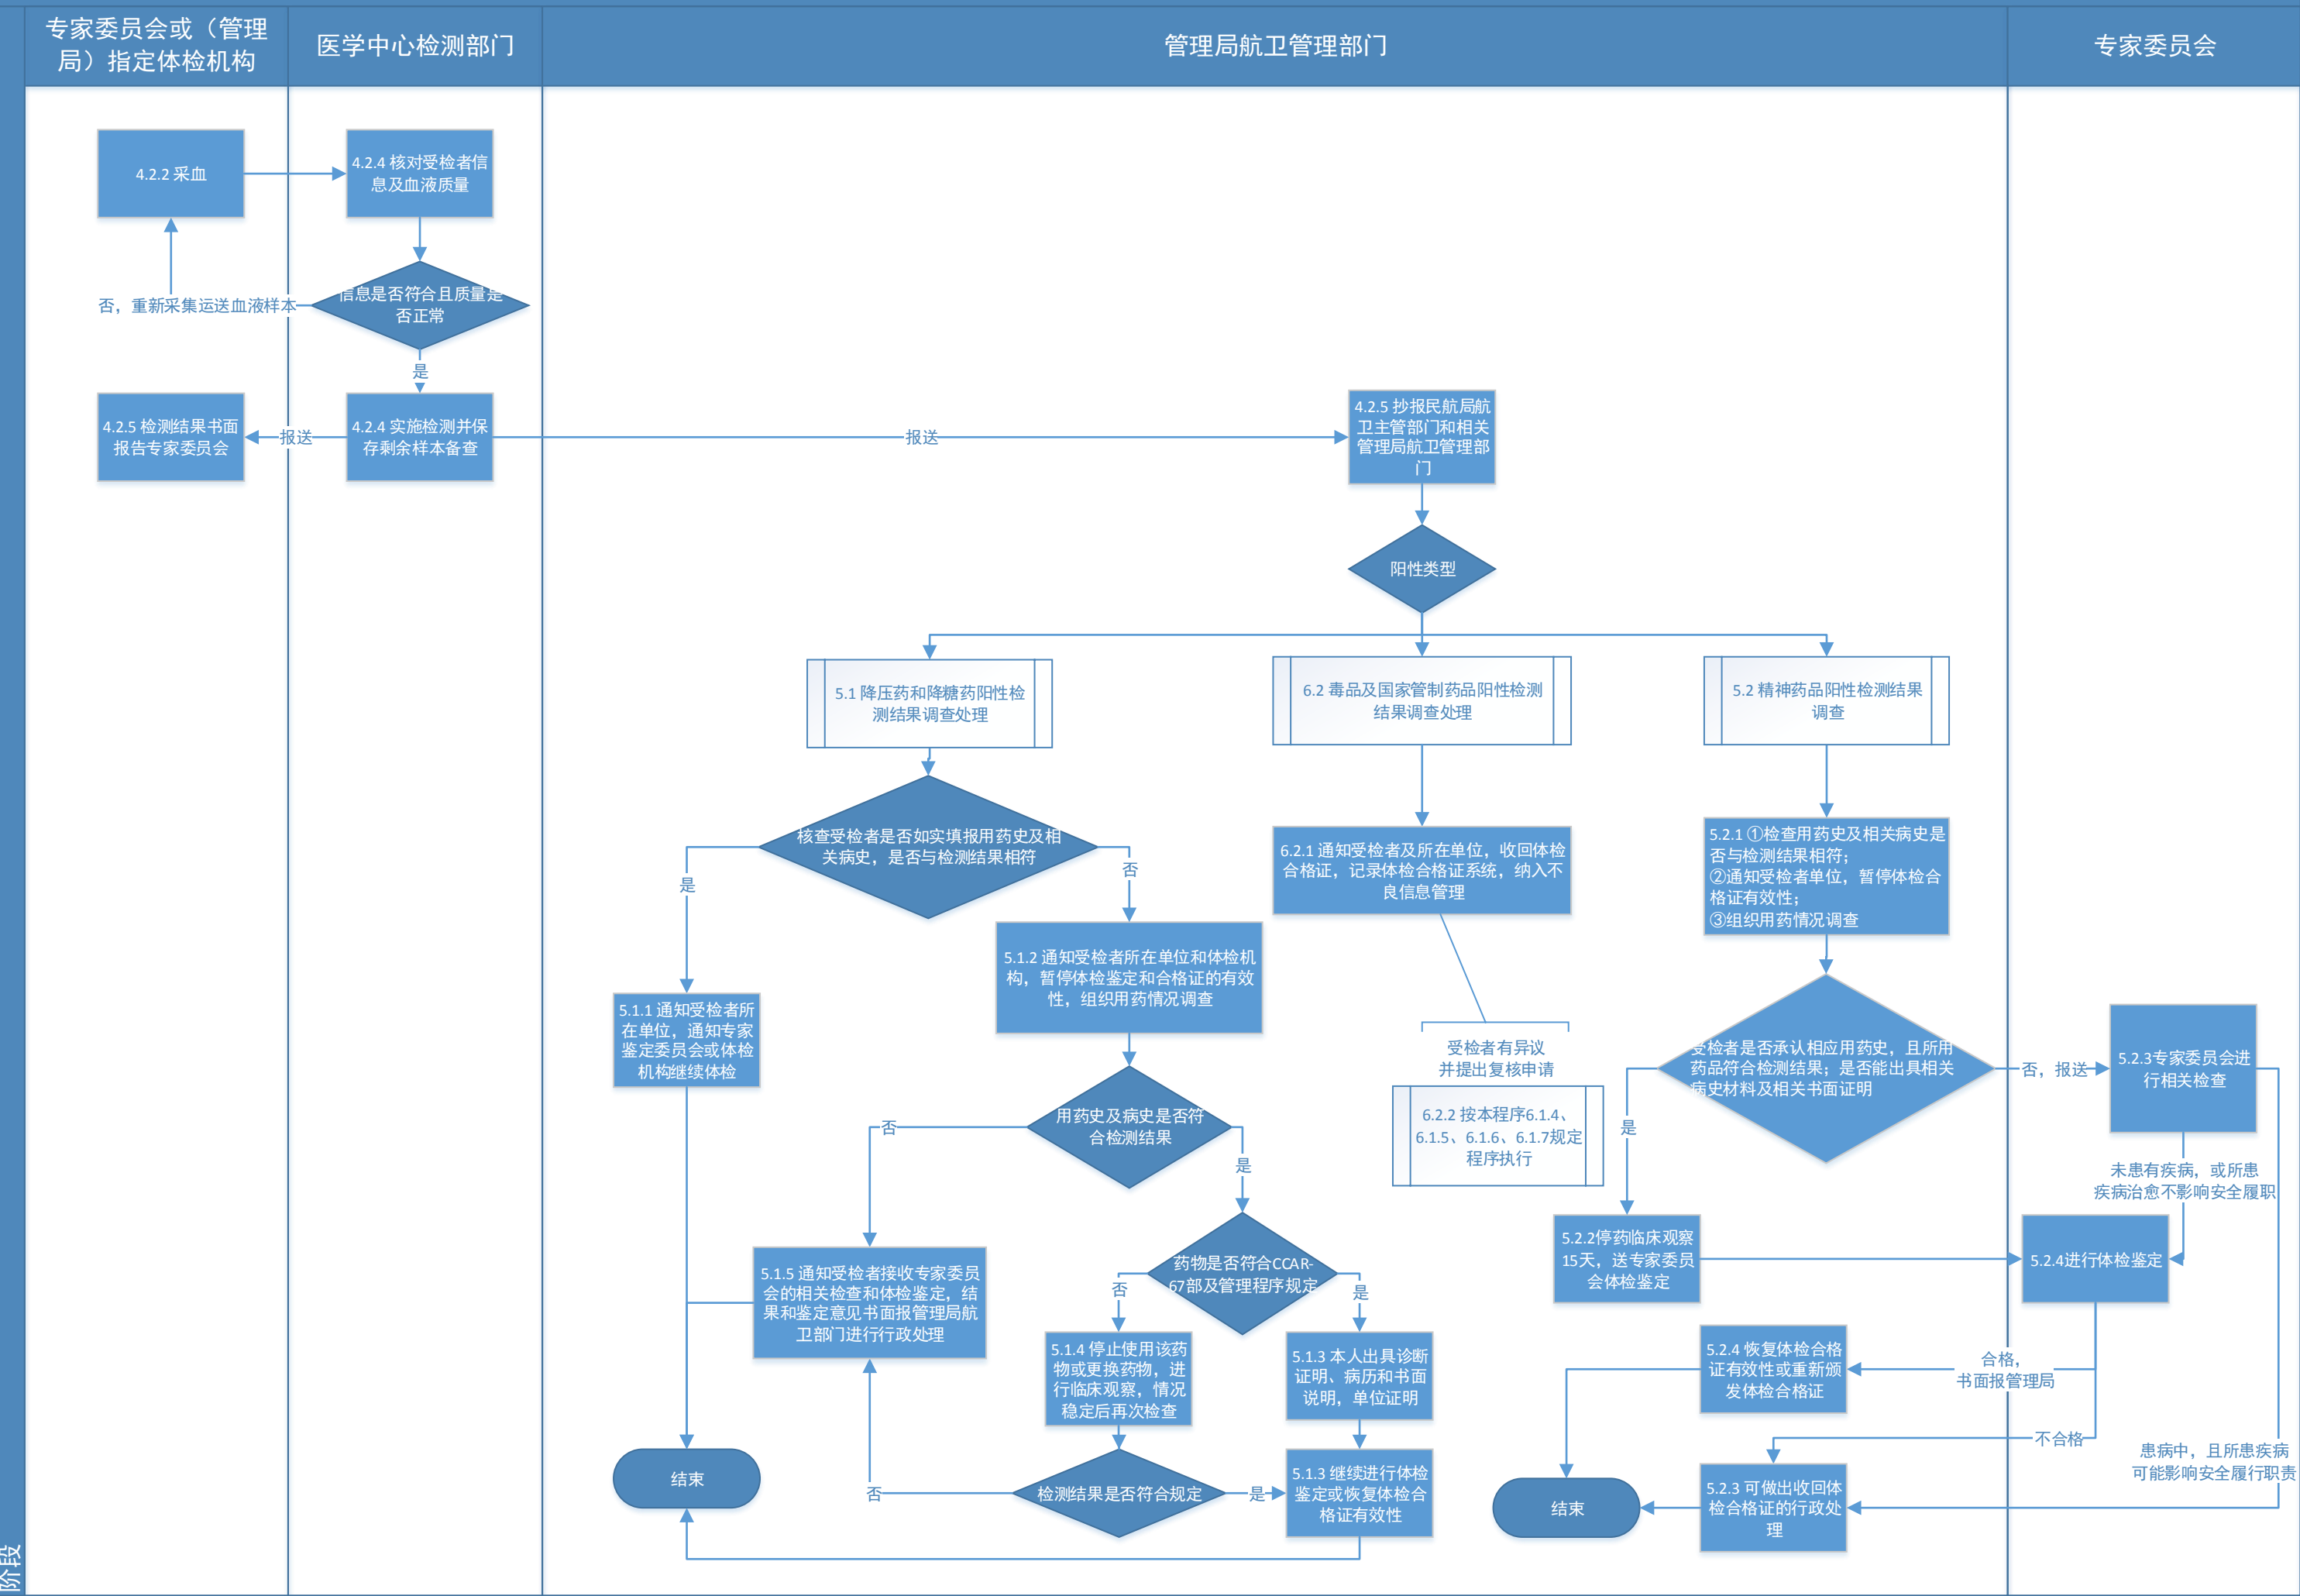 专家委员会或（管理
局）指定体检机构
医学中心检测部门
管理局航卫管理部门
专家委员会
4.2.2 采血
4.2.4 核对受检者信
息及血液质量
信息是否符合且质量是
否正常
否，重新采集运送血液样本
是
4.2.5 检测结果书面
报告专家委员会
报送
4.2.4 实施检测并保
存剩余样本备查
报送
4.2.5 抄报民航局航
卫主管部门和相关
管理局航卫管理部
门
阳性类型
5.1 降压药和降糖药阳性检
测结果调查处理
6.2 毒品及国家管制药品阳性检测
结果调查处理
5.2 精神药品阳性检测结果
调查
核查受检者是否如实填报用药史及相
关病史，是否与检测结果相符
是
否
6.2.1 通知受检者及所在单位，收回体检
合格证，记录体检合格证系统，纳入不
良信息管理
5.2.1 ①检查用药史及相关病史是
否与检测结果相符；
②通知受检者单位，暂停体检合
格证有效性；
③组织用药情况调查
5.1.2 通知受检者所在单位和体检机
构，暂停体检鉴定和合格证的有效
性，组织用药情况调查
5.1.1 通知受检者所
在单位，通知专家
鉴定委员会或体检
机构继续体检
受检者有异议
并提出复核申请
6.2.2 按本程序6.1.4、
6.1.5、6.1.6、6.1.7规定
程序执行
受检者是否承认相应用药史，且所用
药品符合检测结果；是否能出具相关
病史材料及相关书面证明
否，报送
5.2.3专家委员会进
行相关检查
是
用药史及病史是否符
合检测结果
否
是
未患有疾病，或所患
疾病治愈不影响安全履职
药物是否符合CCAR-
67部及管理程序规定
否
是
5.2.2停药临床观察
15天，送专家委员
会体检鉴定
5.2.4进行体检鉴定
5.1.5 通知受检者接收专家委员
会的相关检查和体检鉴定，结
果和鉴定意见书面报管理局航
卫部门进行行政处理
5.1.4 停止使用该药
物或更换药物，进
行临床观察，情况
稳定后再次检查
5.1.3 本人出具诊断
证明、病历和书面
说明，单位证明
5.2.4 恢复体检合格
证有效性或重新颁
发体检合格证
合格，
书面报管理局
不合格
患病中，且所患疾病
可能影响安全履行职责
结束
否
检测结果是否符合规定
是
5.1.3 继续进行体检
鉴定或恢复体检合
格证有效性
结束
5.2.3 可做出收回体
检合格证的行政处
理
阶段